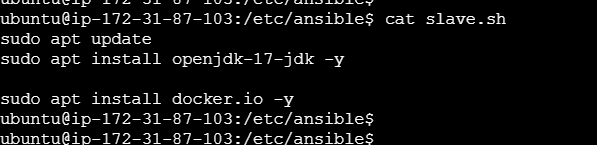 ubuntu@ip-172-31-87-103:/etc/ansible$
ubuntu@ip-172-31-87-103:/etc/ansible$ cat slave.sh
sudo apt update
sudo apt install openjdk-17-jdk -y

sudo apt install docker.io -y
ubuntu@ip-172-31-87-103:/etc/ansible$
ubuntu@ip-172-31-87-103:/etc/ansible$